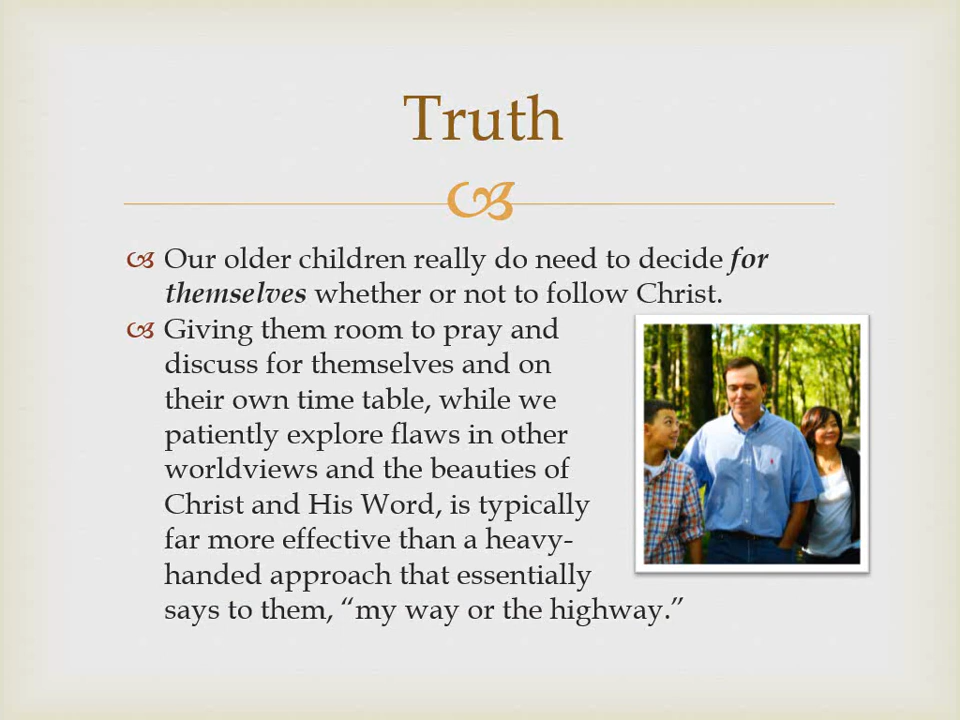 Truth
Our older children really do need to decide for
themselves whether or not to follow Christ.
Giving them room to pray and
discuss for themselves and on
their own time table, while we
patiently explore flaws in other
worldviews and the beauties of
Christ and His Word, is typically
far more effective than a heavy-
handed approach that essentially
says to them, “my way or the highway.”